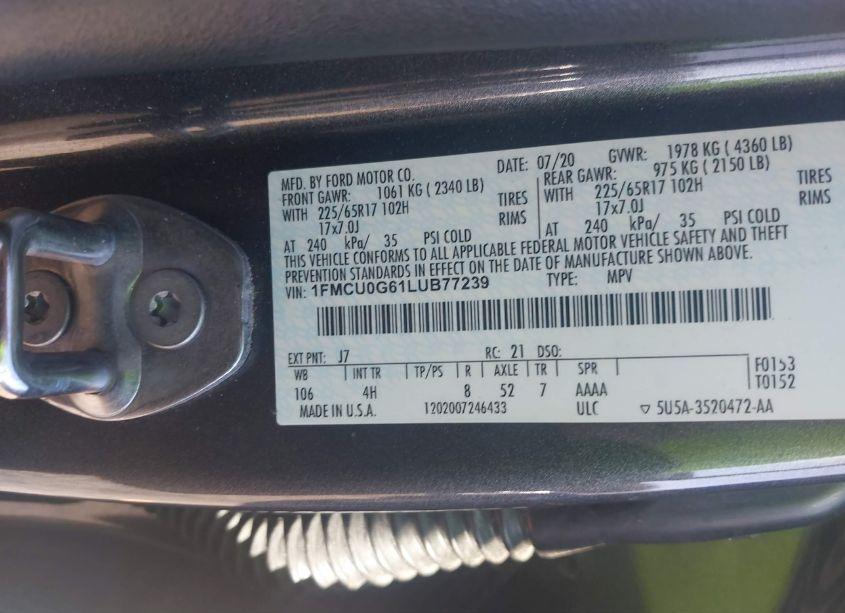 MFD. BY FORD MOTOR CO. DATE: 07/20 GVWR: 1978 KG ( 4360 LB)
FRONT GAWR: 1061 KG ( 2340 LB) REAR GAWR: 975 KG ( 2150 LB)
WITH 225/65R17 102H TIRES WITH 225/65R17 102H TIRES
17x7.0J RIMS 17x7.0J RIMS
AT 240 kPa/ 35 PSI COLD AT 240 kPa/ 35 PSI COLD
THIS VEHICLE CONFORMS TO ALL APPLICABLE FEDERAL MOTOR VEHICLE SAFETY AND THEFT
PREVENTION STANDARDS IN EFFECT ON THE DATE OF MANUFACTURE SHOWN ABOVE.
VIN: 1FMCU0G61LUB77239 TYPE: MPV
EXT PNT: J7 RC: 21 DSO:
WB INT TR TP/PS R AXLE TR SPR F0153
106 4H 8 52 7 AAAA T0152
MADE IN U.S.A. 1202007246433 ULC ▽ 5U5A-3520472-AA